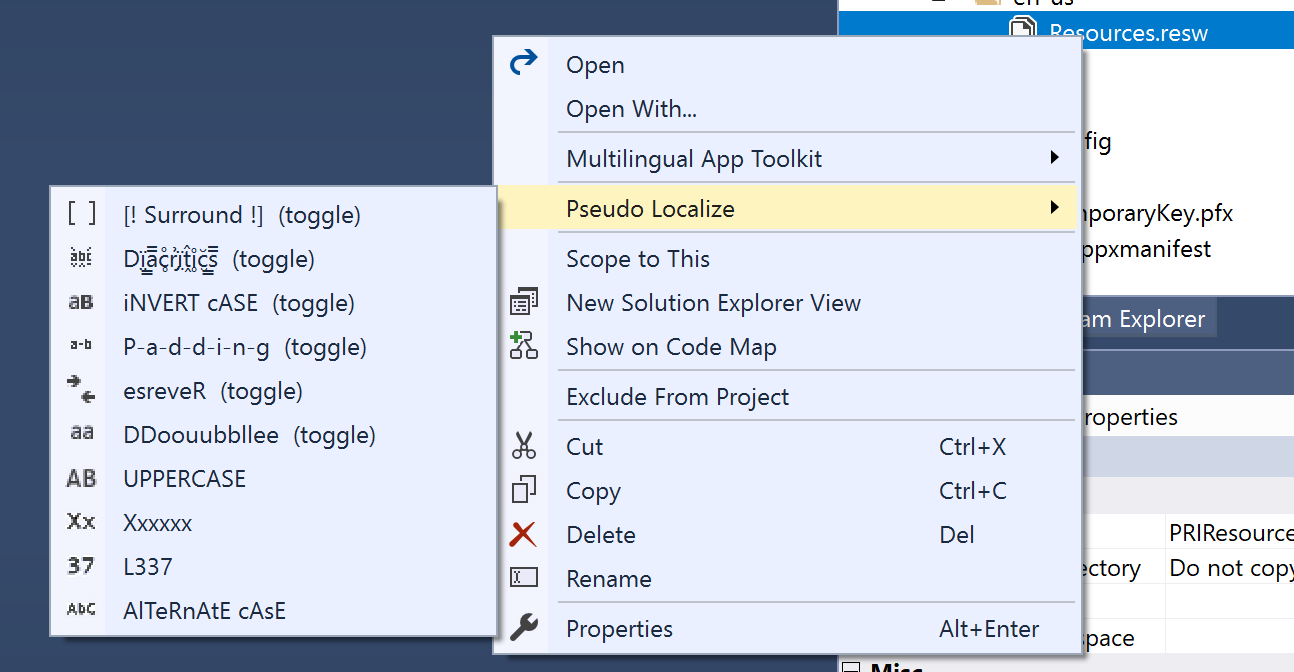 Resources.resw
Open
Open With...
fig
Multilingual App Toolkit
[ ] [! Surround !] (toggle)
Pseudo Localize
Dïaçrïtïçš (toggle)
Scope to This
ppxmanifest
aB iNVERT cASE (toggle)
New Solution Explorer View
am Explorer
a-b P-a-d-d-i-n-g (toggle)
Show on Code Map
esreveR (toggle)
Exclude From Project
roperties
aa DDoouubbllee (toggle)
Cut Ctrl+X
AB UPPERCASE
Copy Ctrl+C
Xx Xxxxxx
Delete Del
PRIResource
37 L337
Rename
ectory Do not copy
AbC AlTeRnAtE cAsE
Properties Alt+Enter
pace
Misc